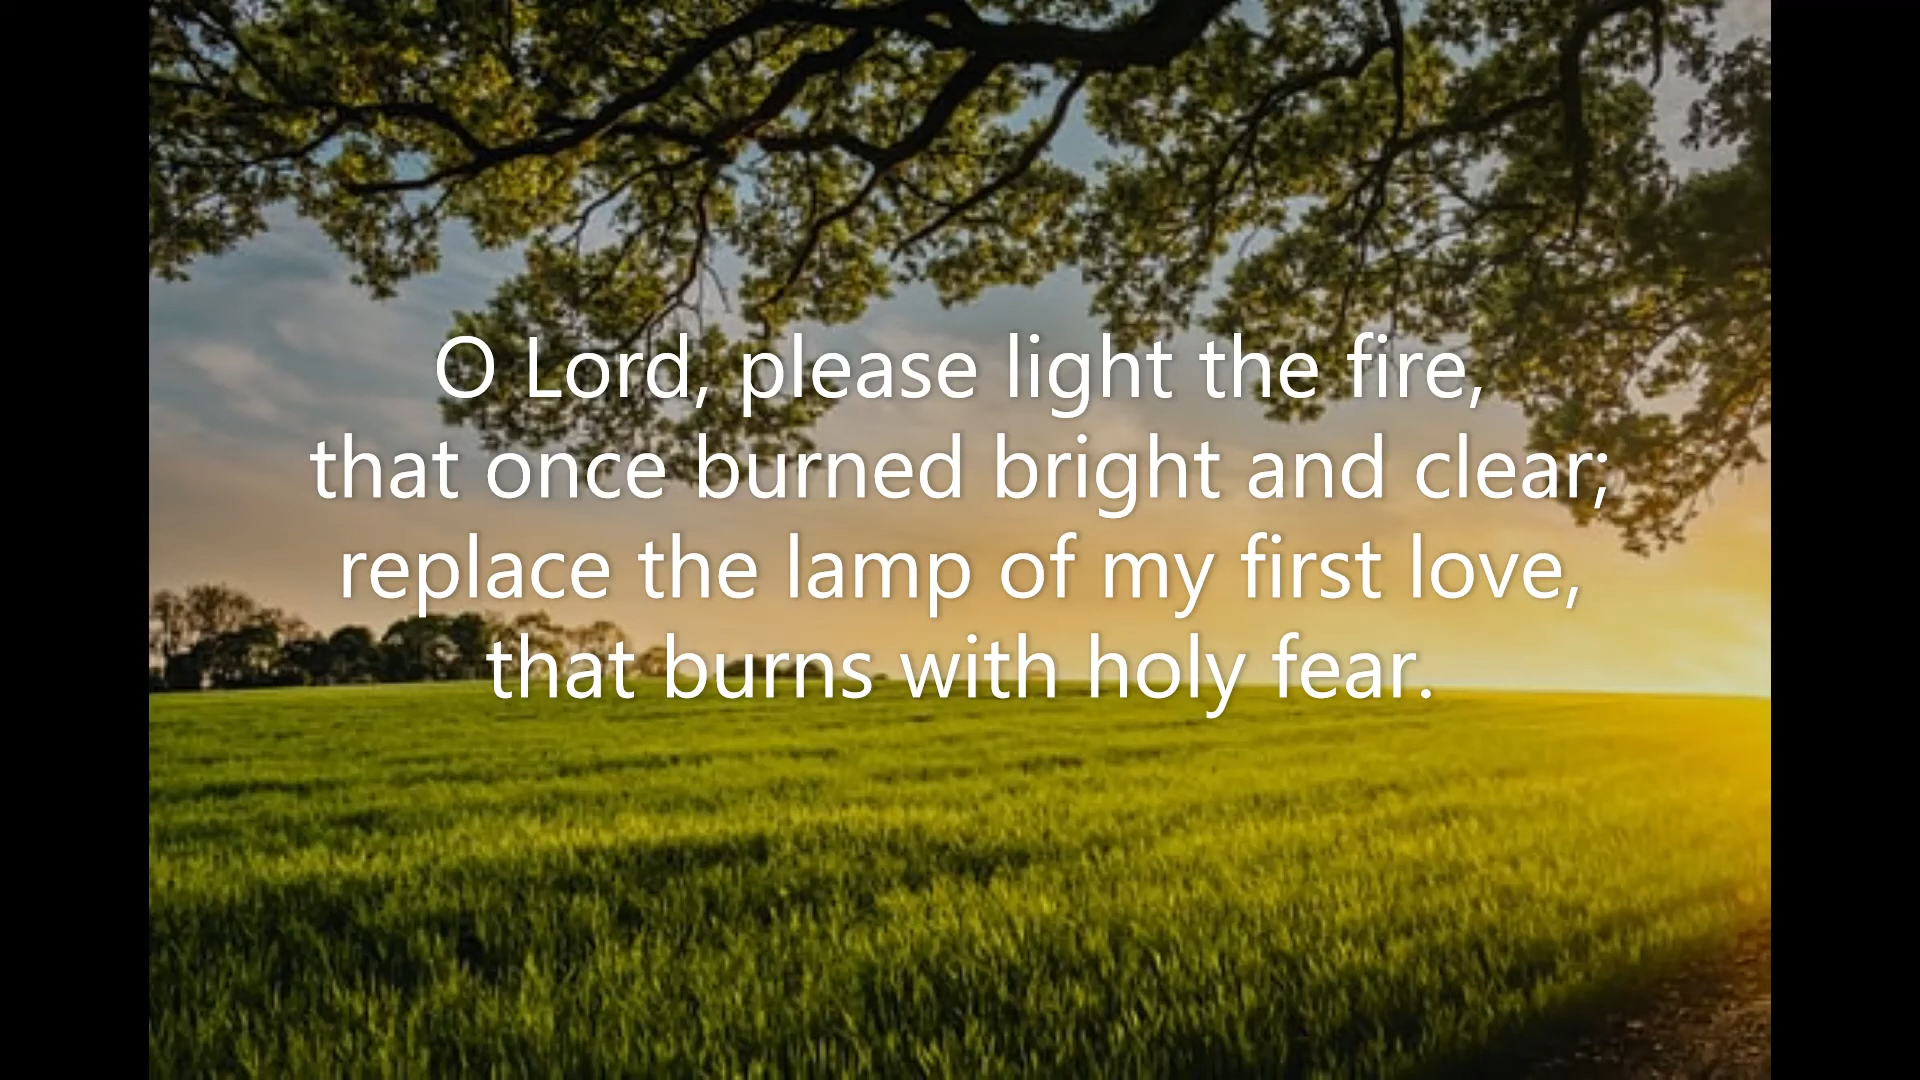 O Lord, please light the fire,
that once burned bright and clear;
replace the lamp of my first love,
that burns with holy fear.